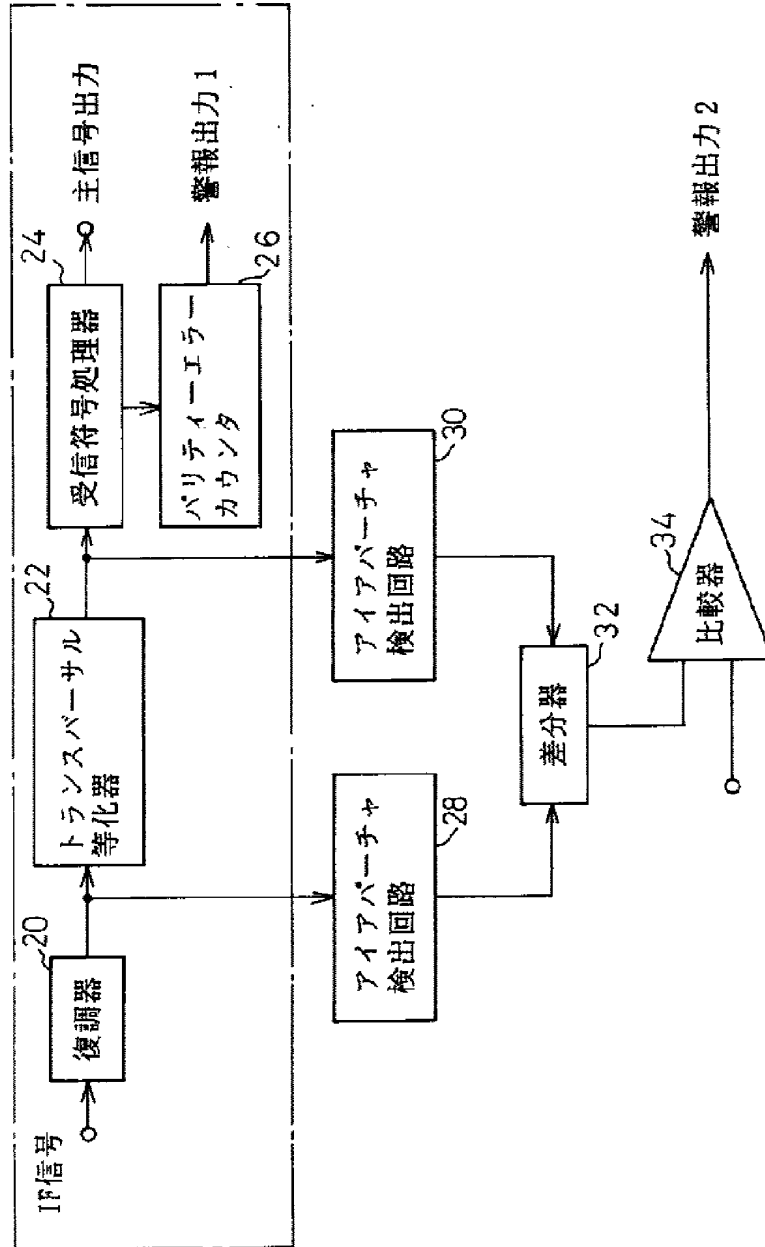 IF信号
20
復調器
22
トランスバーサル
等化器
24
受信符号処理器
主信号出力
パリティーエラー
カウンタ
26
警報出力1
アイアパーチャ
検出回路
28
アイアパーチャ
検出回路
30
差分器
32
比較器
34
警報出力2